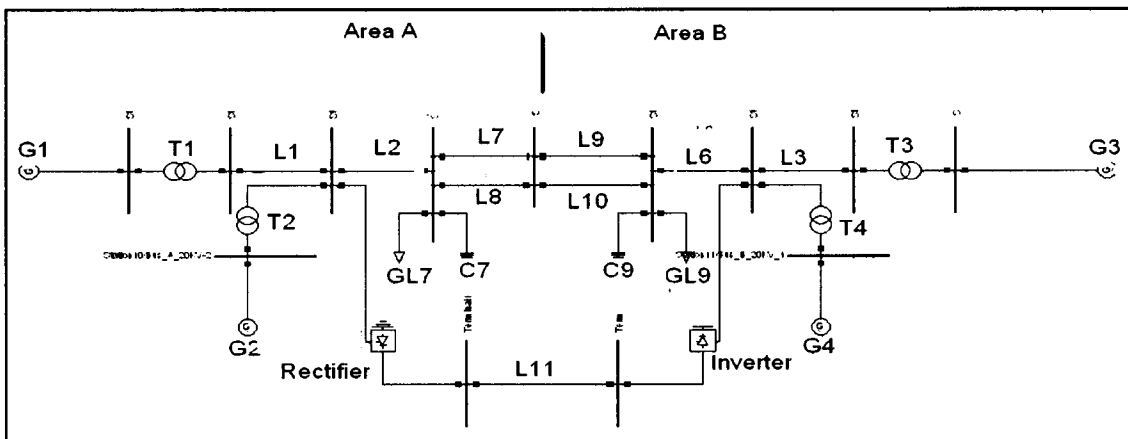 Area A
Area B
G1
T1
L1
L2
L7
L9
L6
L3
T3
G3
L8
L10
T2
T4
GL7
C7
C9
GL9
G2
G4
Rectifier
L11
Inverter